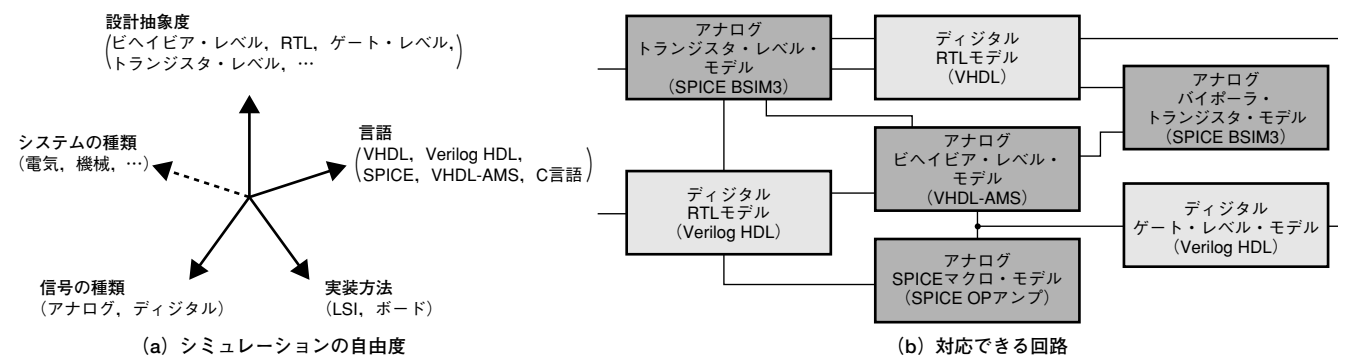 設計抽象度
(ビヘイビア・レベル，RTL，ゲート・レベル，
トランジスタ・レベル，…)
システムの種類
(電気，機械，…)
言語
(VHDL，Verilog HDL，
SPICE，VHDL-AMS，C言語)
信号の種類
(アナログ，ディジタル)
実装方法
(LSI，ボード)
(a) シミュレーションの自由度
アナログ
トランジスタ・レベル・
モデル
(SPICE BSIM3)
ディジタル
RTLモデル
(VHDL)
アナログ
バイポーラ・
トランジスタ・モデル
(SPICE BSIM3)
アナログ
ビヘイビア・レベル・
モデル
(VHDL-AMS)
ディジタル
RTLモデル
(Verilog HDL)
ディジタル
ゲート・レベル・モデル
(Verilog HDL)
アナログ
SPICEマクロ・モデル
(SPICE OPアンプ)
(b) 対応できる回路